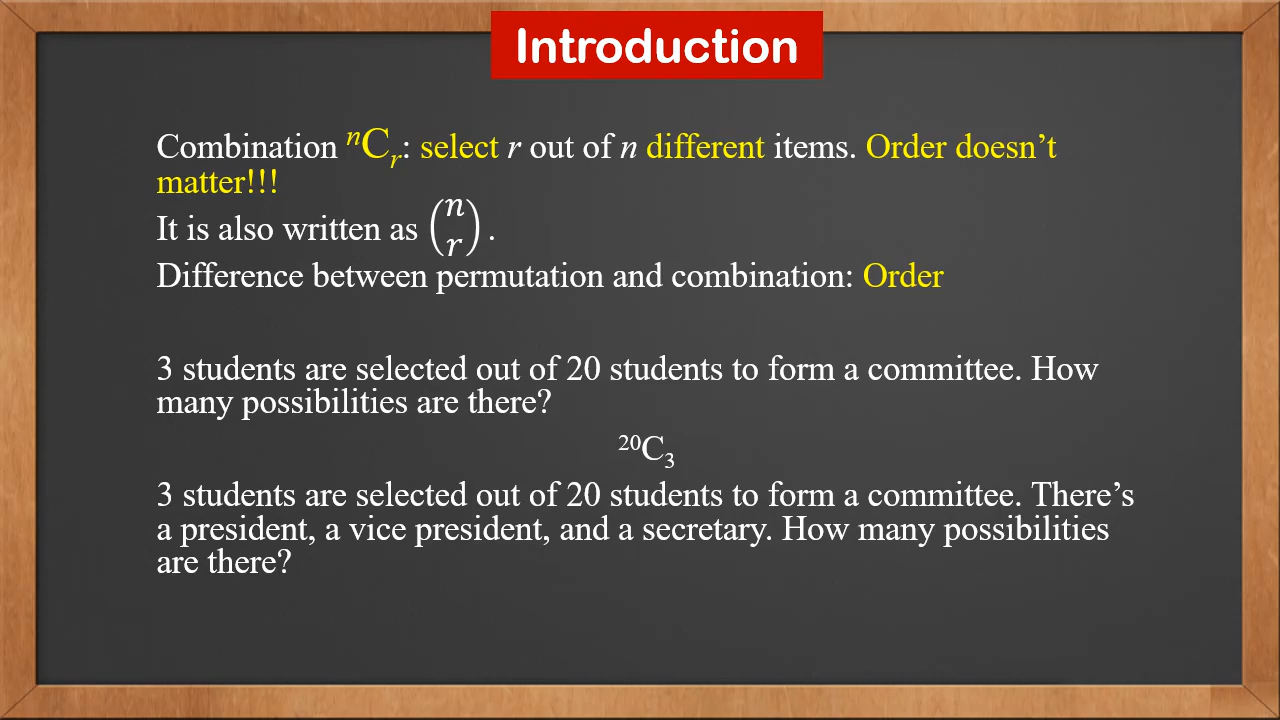 Introduction
Combination ⁿCᵣ: select r out of n different items. Order doesn’t
matter!!!
It is also written as (n r) .
Difference between permutation and combination: Order
3 students are selected out of 20 students to form a committee. How
many possibilities are there?
²⁰C₃
3 students are selected out of 20 students to form a committee. There’s
a president, a vice president, and a secretary. How many possibilities
are there?